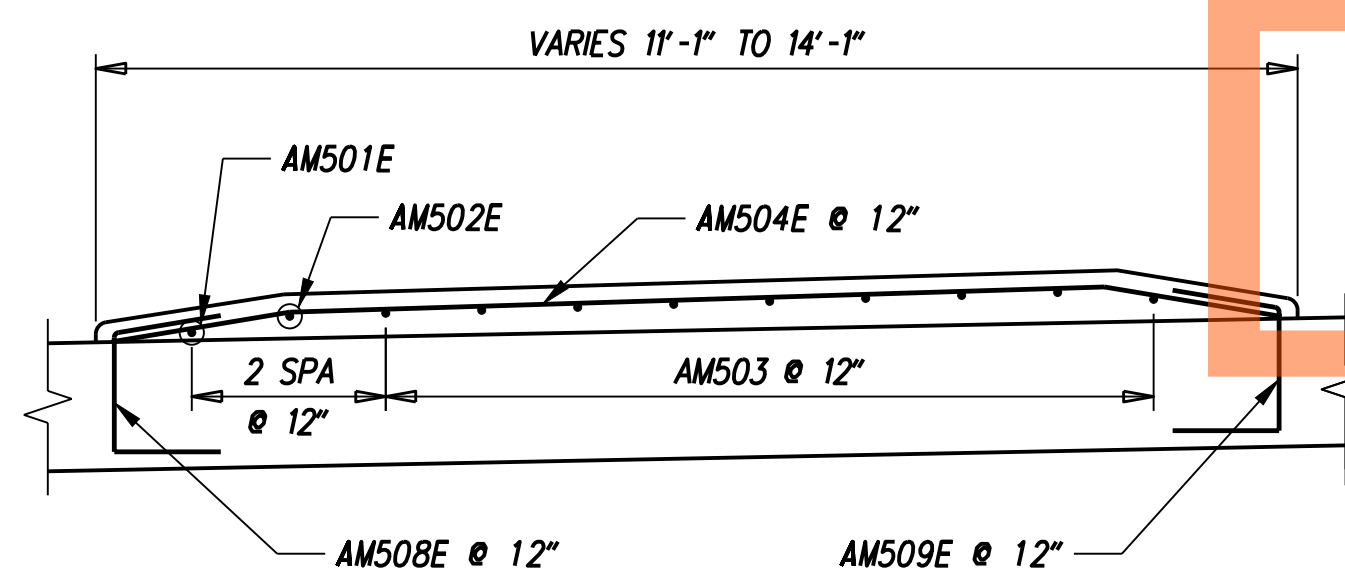 VARIES 11'-1" TO 14'-1"
AM501E
AM502E
AM504E @ 12"
2 SPA
@ 12"
AM503 @ 12"
AM508E @ 12"
AM509E @ 12"